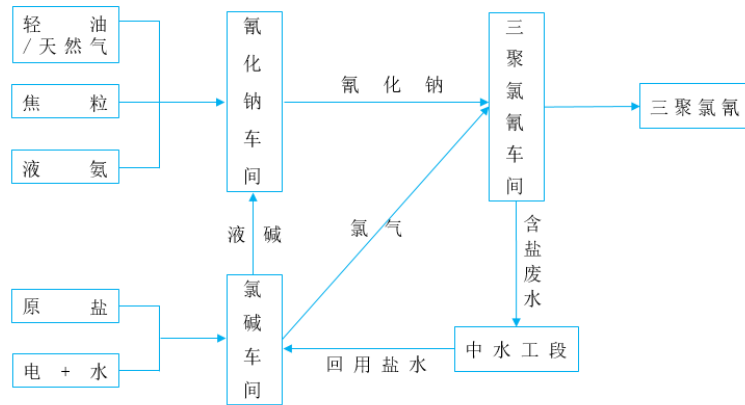 轻油
/天然气
焦粒
液氨
氰化钠车间
氰化钠
三聚氯氰车间
三聚氯氰
液碱
氯气
含盐废水
原盐
电+水
氯碱车间
回用盐水
中水工段